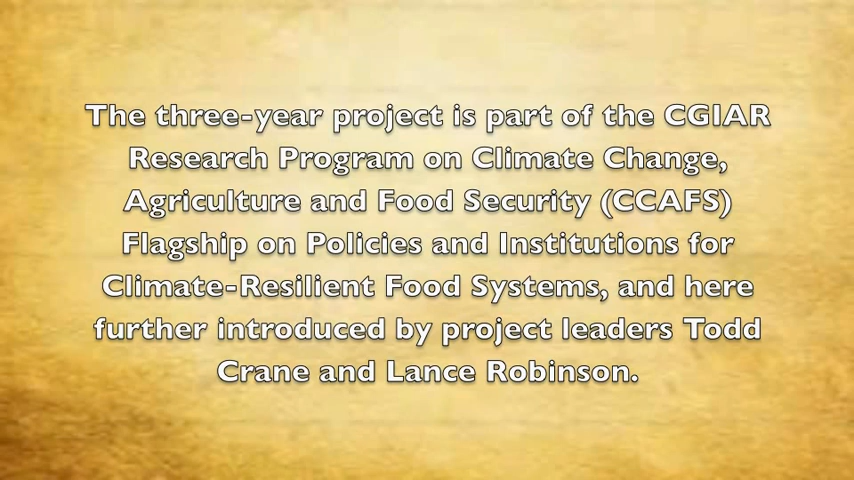 The three-year project is part of the CGIAR
Research Program on Climate Change,
Agriculture and Food Security (CCAFS)
Flagship on Policies and Institutions for
Climate-Resilient Food Systems, and here
further introduced by project leaders Todd
Crane and Lance Robinson.